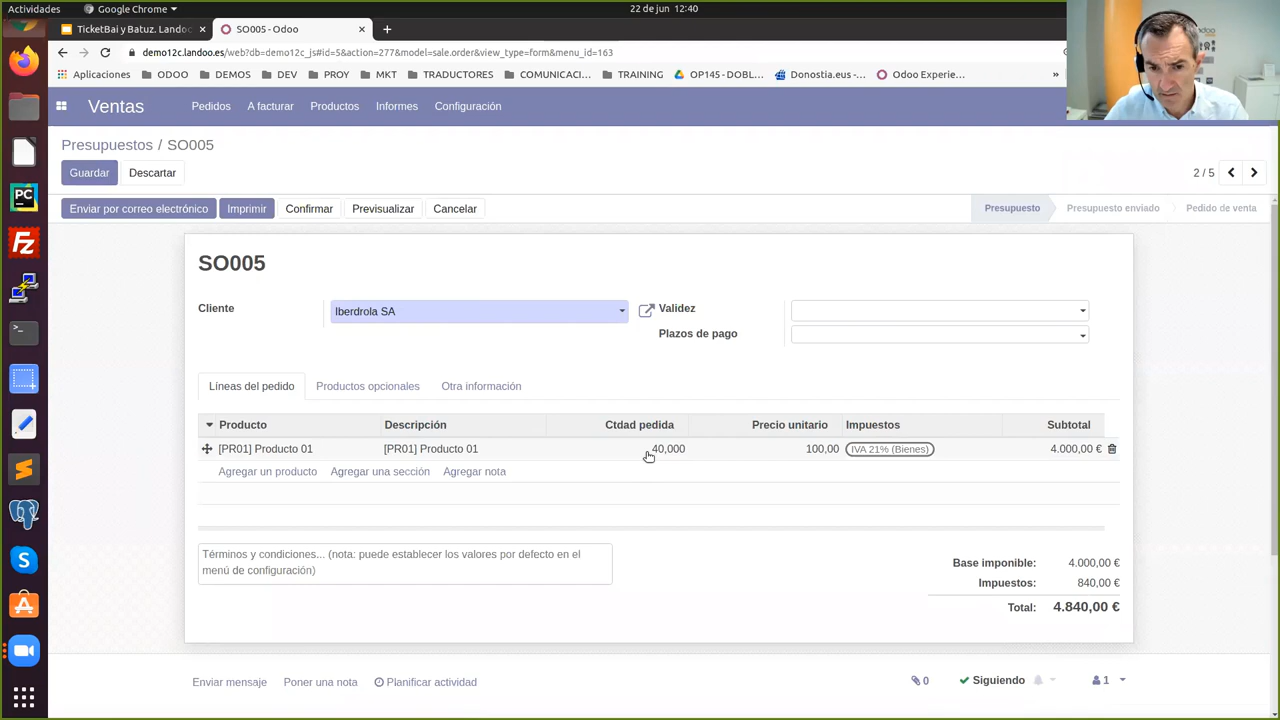 Actividades Google Chrome 22 de jun 12:40
TicketBai y Batuz. Landoo SO005 - Odoo
demo12c.landoo.es/web?db=demo12c_js#id=5&action=277&model=sale.order&view_type=form&menu_id=163
Aplicaciones ODOO DEMOS DEV PROY MKT TRADUCTORES COMUNICACI... TRAINING OP145 - DOBL... Donostia.eus -... Odoo Experie... »
Ventas Pedidos A facturar Productos Informes Configuración
Presupuestos / SO005
Guardar Descartar 2 / 5
Enviar por correo electrónico Imprimir Confirmar Previsualizar Cancelar Presupuesto Presupuesto enviado Pedido de venta
SO005
Cliente Iberdrola SA Validez
Plazos de pago
Líneas del pedido Productos opcionales Otra información
Producto Descripción Ctdad pedida Precio unitario Impuestos Subtotal
[PR01] Producto 01 [PR01] Producto 01 40,000 100,00 IVA 21% (Bienes) 4.000,00 €
Agregar un producto Agregar una sección Agregar nota
Términos y condiciones... (nota: puede establecer los valores por defecto en el
menú de configuración)
Base imponible: 4.000,00 €
Impuestos: 840,00 €
Total: 4.840,00 €
Enviar mensaje Poner una nota Planificar actividad 0 Siguiendo 1